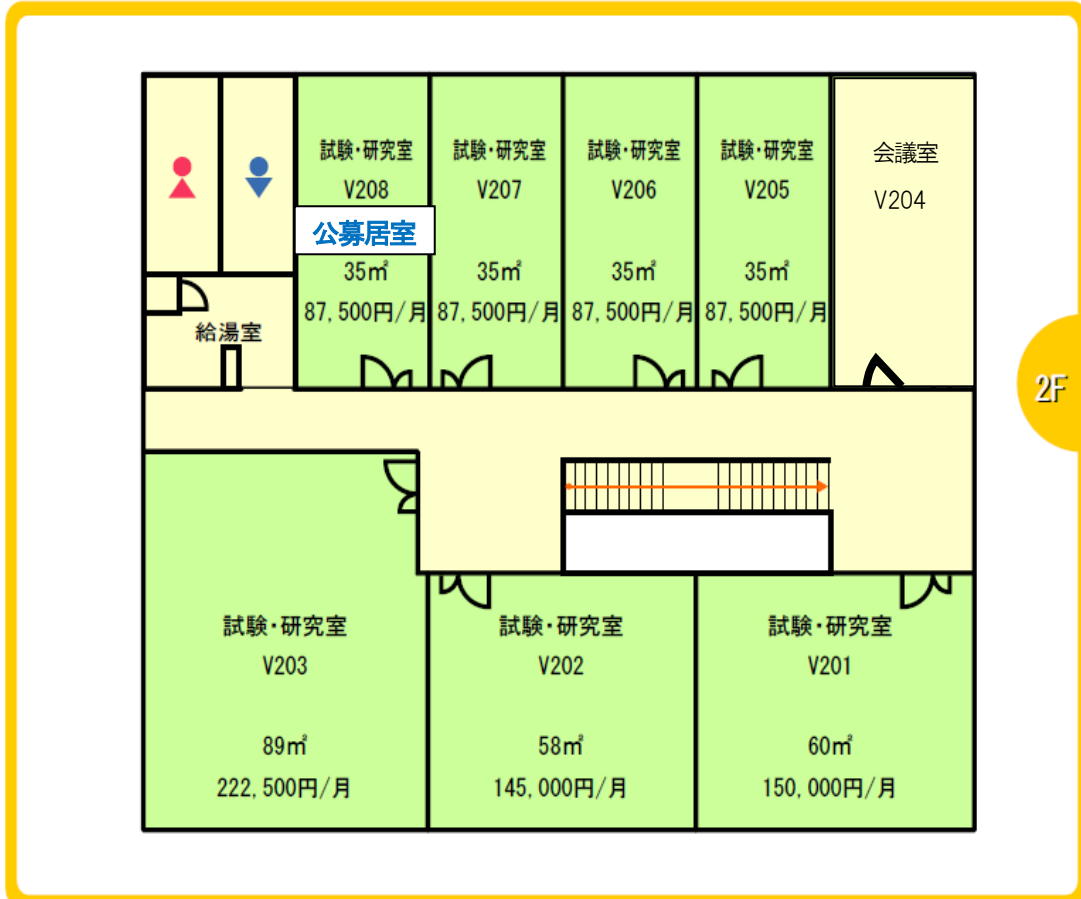 試験・研究室
V208
公募居室
35㎡
87,500円/月
試験・研究室
V207
35㎡
87,500円/月
試験・研究室
V206
35㎡
87,500円/月
試験・研究室
V205
35㎡
87,500円/月
会議室
V204
給湯室
2F
試験・研究室
V203
89㎡
222,500円/月
試験・研究室
V202
58㎡
145,000円/月
試験・研究室
V201
60㎡
150,000円/月